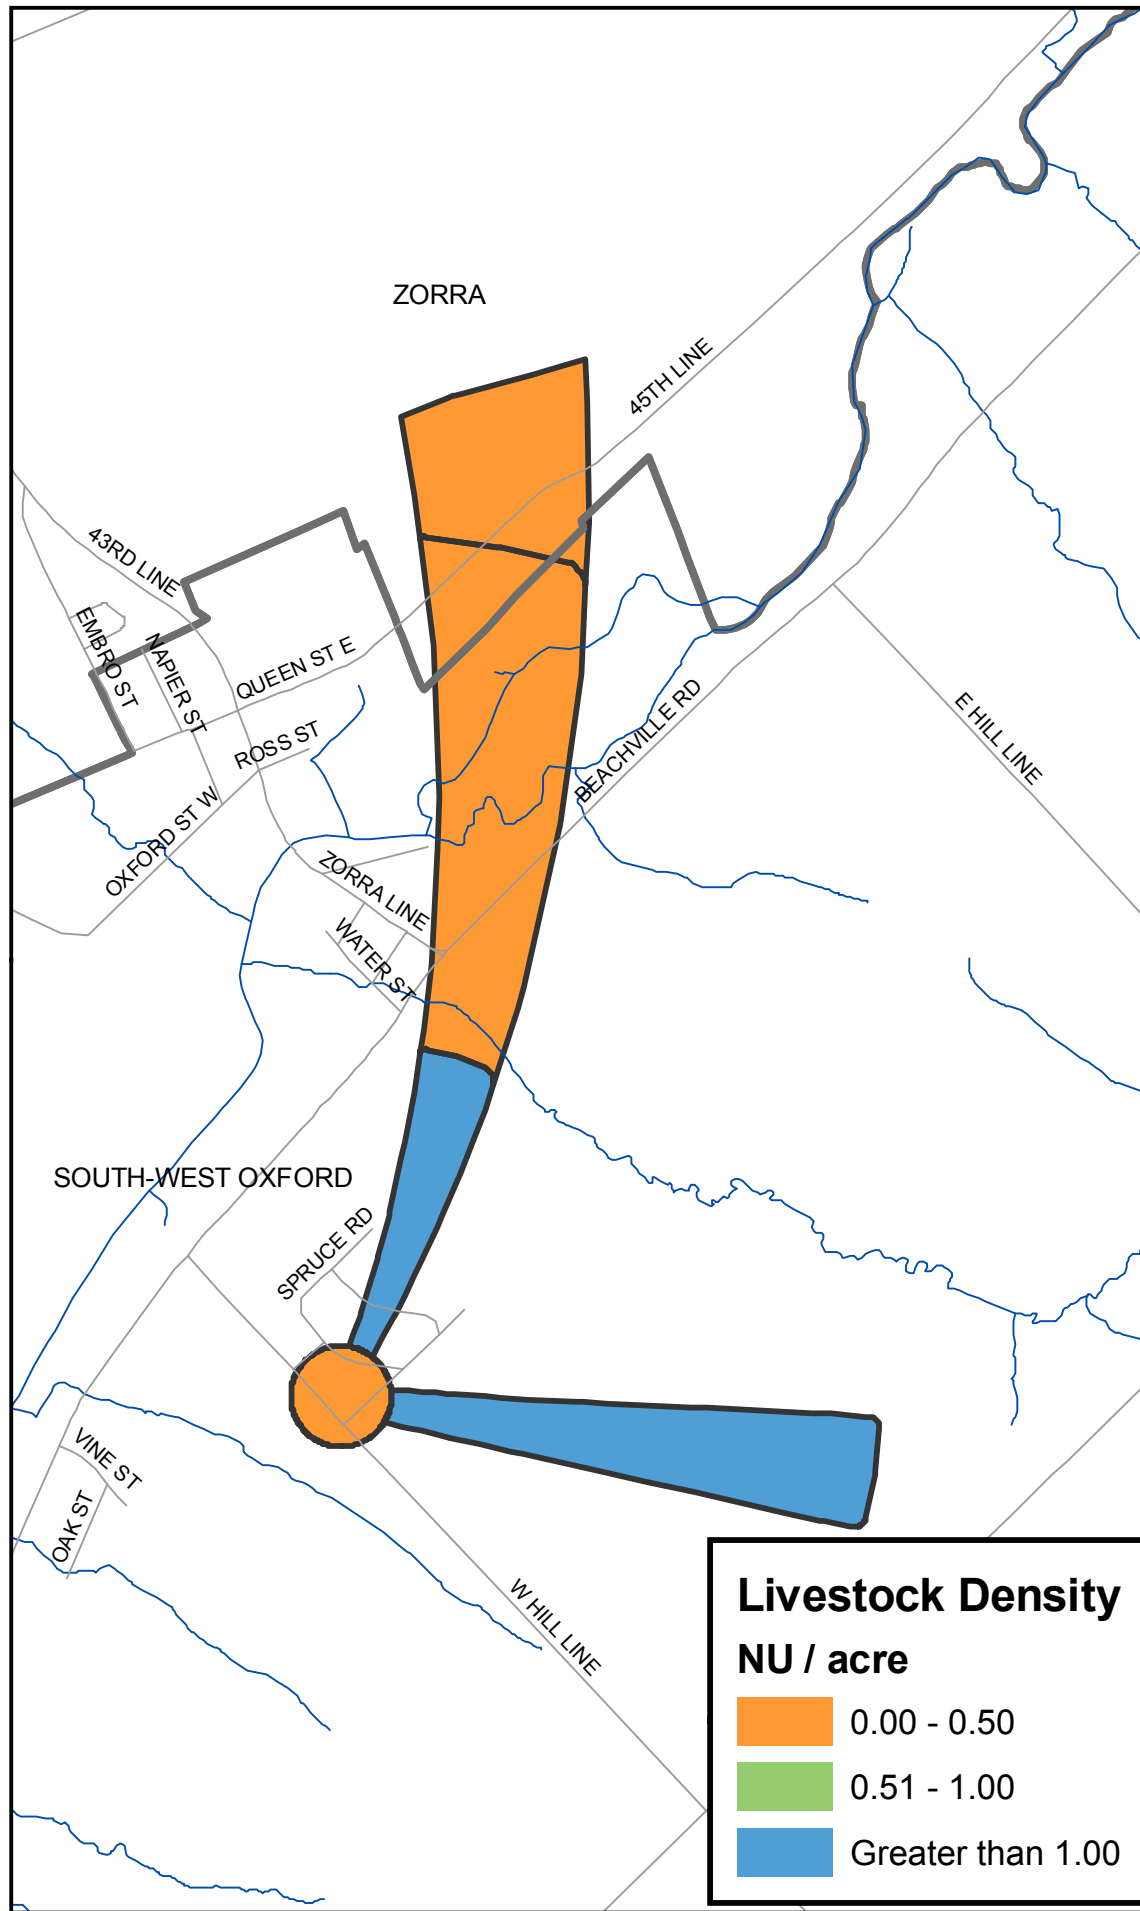 ZORRA
45TH LINE
43RD LINE
EMBRO ST
NAPIER ST
QUEEN ST E
ROSS ST
OXFORD ST W
BEACHVILLE RD
E HILL LINE
ZORRA LINE
WATER ST
SOUTH-WEST OXFORD
SPRUCE RD
VINE ST
OAK ST
W HILL LINE
Livestock Density
NU / acre
0.00 - 0.50
0.51 - 1.00
Greater than 1.00